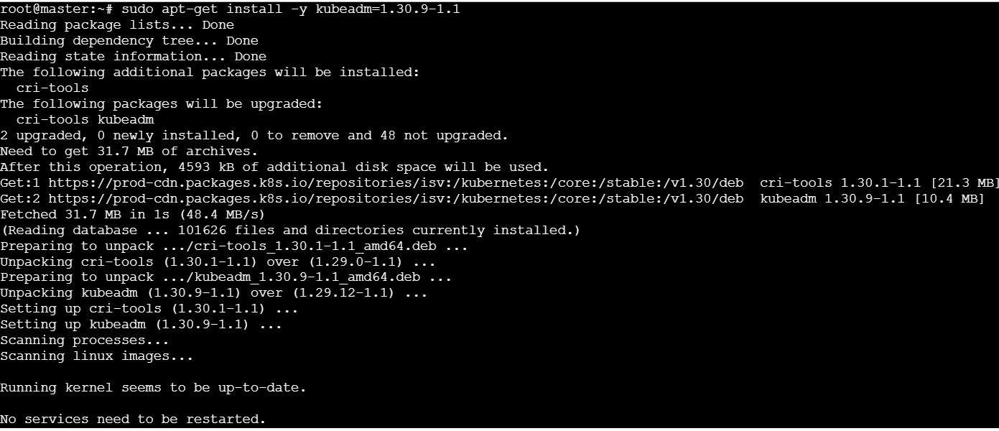 root@master:~# sudo apt-get install -y kubeadm=1.30.9-1.1
Reading package lists... Done
Building dependency tree... Done
Reading state information... Done
The following additional packages will be installed:
  cri-tools
The following packages will be upgraded:
  cri-tools kubeadm
2 upgraded, 0 newly installed, 0 to remove and 48 not upgraded.
Need to get 31.7 MB of archives.
After this operation, 4593 kB of additional disk space will be used.
Get:1 https://prod-cdn.packages.k8s.io/repositories/isv:/kubernetes:/core:/stable:/v1.30/deb  cri-tools 1.30.1-1.1 [21.3 MB]
Get:2 https://prod-cdn.packages.k8s.io/repositories/isv:/kubernetes:/core:/stable:/v1.30/deb  kubeadm 1.30.9-1.1 [10.4 MB]
Fetched 31.7 MB in 1s (48.4 MB/s)
(Reading database ... 101626 files and directories currently installed.)
Preparing to unpack .../cri-tools_1.30.1-1.1_amd64.deb ...
Unpacking cri-tools (1.30.1-1.1) over (1.29.0-1.1) ...
Preparing to unpack .../kubeadm_1.30.9-1.1_amd64.deb ...
Unpacking kubeadm (1.30.9-1.1) over (1.29.12-1.1) ...
Setting up cri-tools (1.30.1-1.1) ...
Setting up kubeadm (1.30.9-1.1) ...
Scanning processes...
Scanning linux images...

Running kernel seems to be up-to-date.

No services need to be restarted.